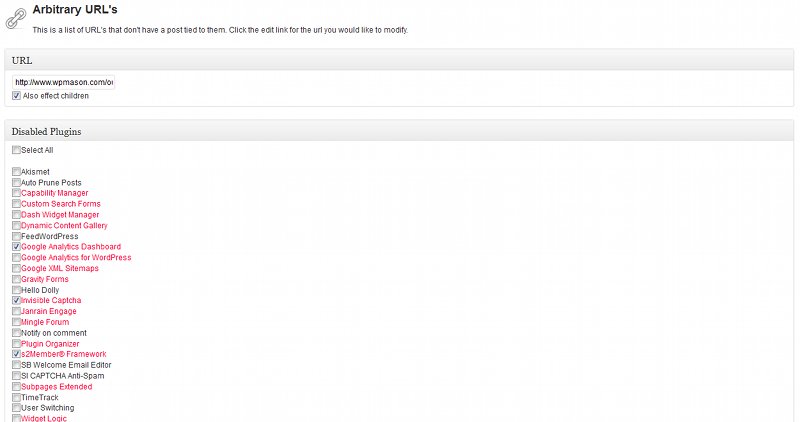 Arbitrary URL's
This is a list of URL's that don't have a post tied to them. Click the edit link for the url you would like to modify.
URL
http://www.wpmason.com/o
Also effect children
Disabled Plugins
Select All
Akismet
Auto Prune Posts
Capability Manager
Custom Search Forms
Dash Widget Manager
Dynamic Content Gallery
FeedWordPress
Google Analytics Dashboard
Google Analytics for WordPress
Google XML Sitemaps
Gravity Forms
Hello Dolly
Invisible Captcha
Janrain Engage
Mingle Forum
Notify on comment
Plugin Organizer
s2Member® Framework
SB Welcome Email Editor
SI CAPTCHA Anti-Spam
Subpages Extended
TimeTrack
User Switching
Widget Logic